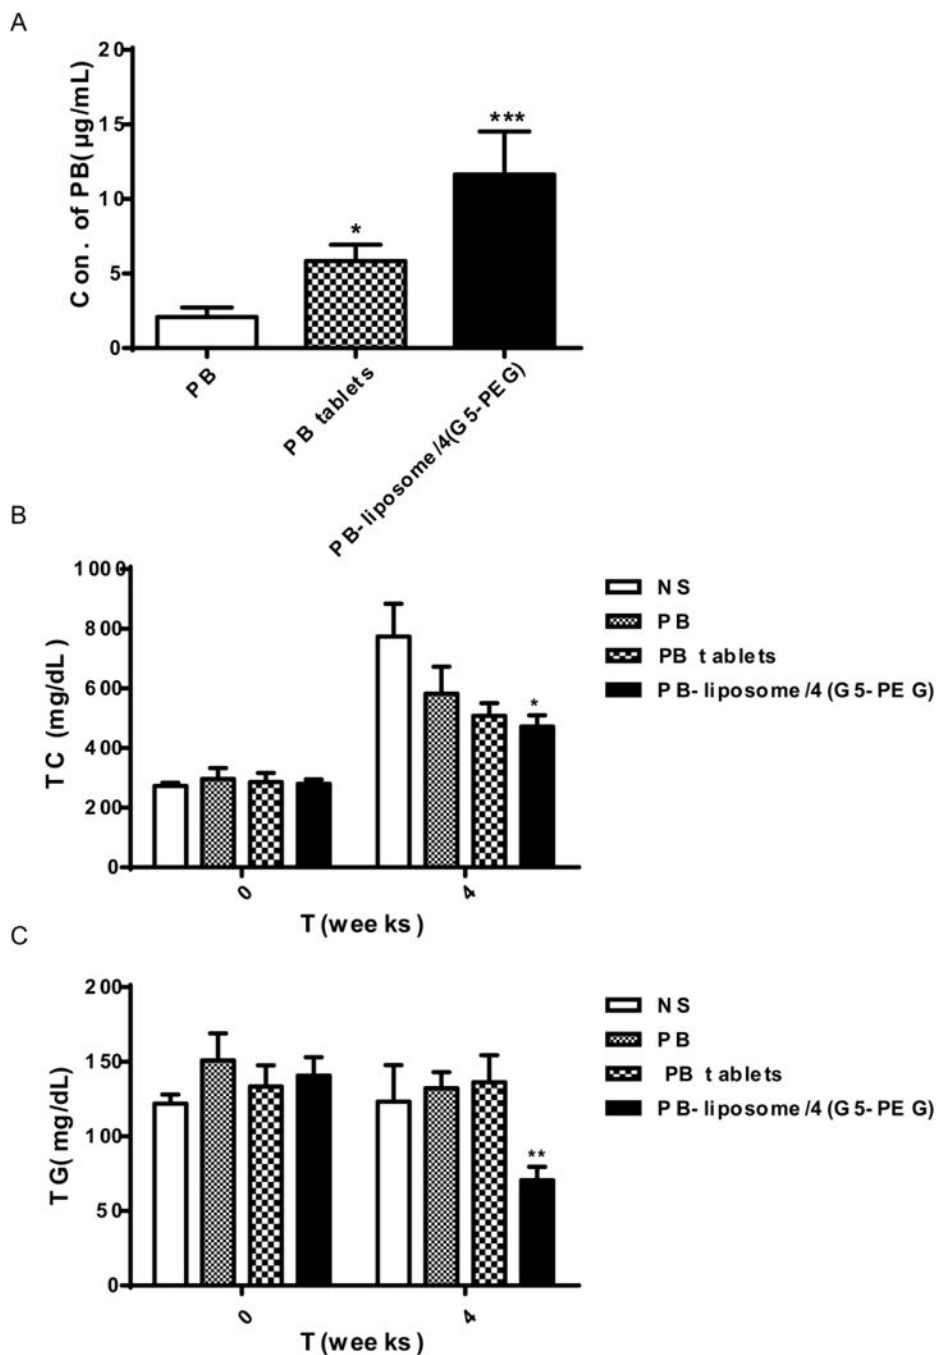 A
Con. of PB(µg/mL)
20
15
10
5
0
*
***
PB
PB tablets
PB-liposome/4(G5-PEG)
B
TC (mg/dL)
1000
800
600
400
200
0
*
0
4
T(weeks)
NS
PB
PB tablets
PB-liposome/4(G5-PEG)
C
TG(mg/dL)
200
150
100
50
0
**
0
4
T(weeks)
NS
PB
PB tablets
PB-liposome/4(G5-PEG)